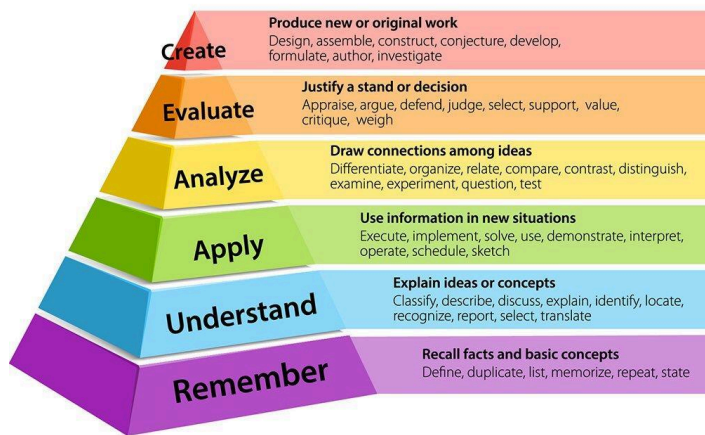 Create
Produce new or original work
Design, assemble, construct, conjecture, develop,
formulate, author, investigate
Evaluate
Justify a stand or decision
Appraise, argue, defend, judge, select, support, value,
critique, weigh
Analyze
Draw connections among ideas
Differentiate, organize, relate, compare, contrast, distinguish,
examine, experiment, question, test
Apply
Use information in new situations
Execute, implement, solve, use, demonstrate, interpret,
operate, schedule, sketch
Understand
Explain ideas or concepts
Classify, describe, discuss, explain, identify, locate,
recognize, report, select, translate
Remember
Recall facts and basic concepts
Define, duplicate, list, memorize, repeat, state